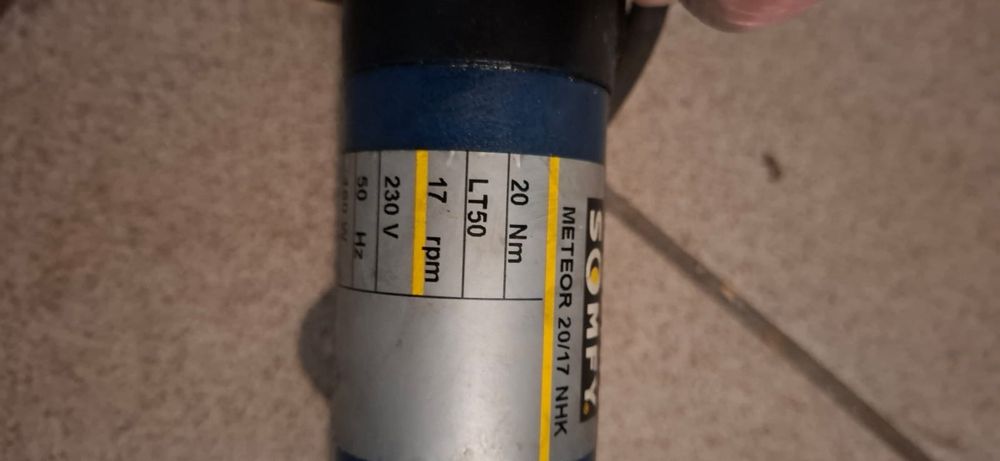 SOMFY.
METEOR 20/17 NHK
20 Nm
LT50
17 rpm
230 V
50 Hz